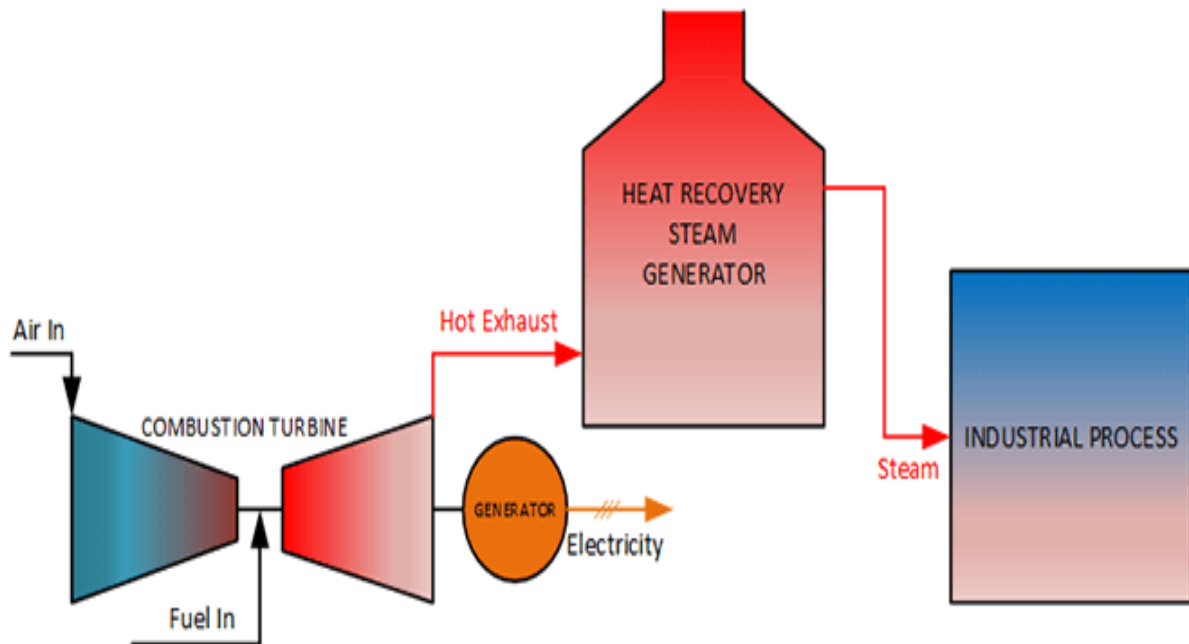 HEAT RECOVERY
STEAM
GENERATOR
Air In
Hot Exhaust
COMBUSTION TURBINE
INDUSTRIAL PROCESS
Steam
GENERATOR
Electricity
Fuel In